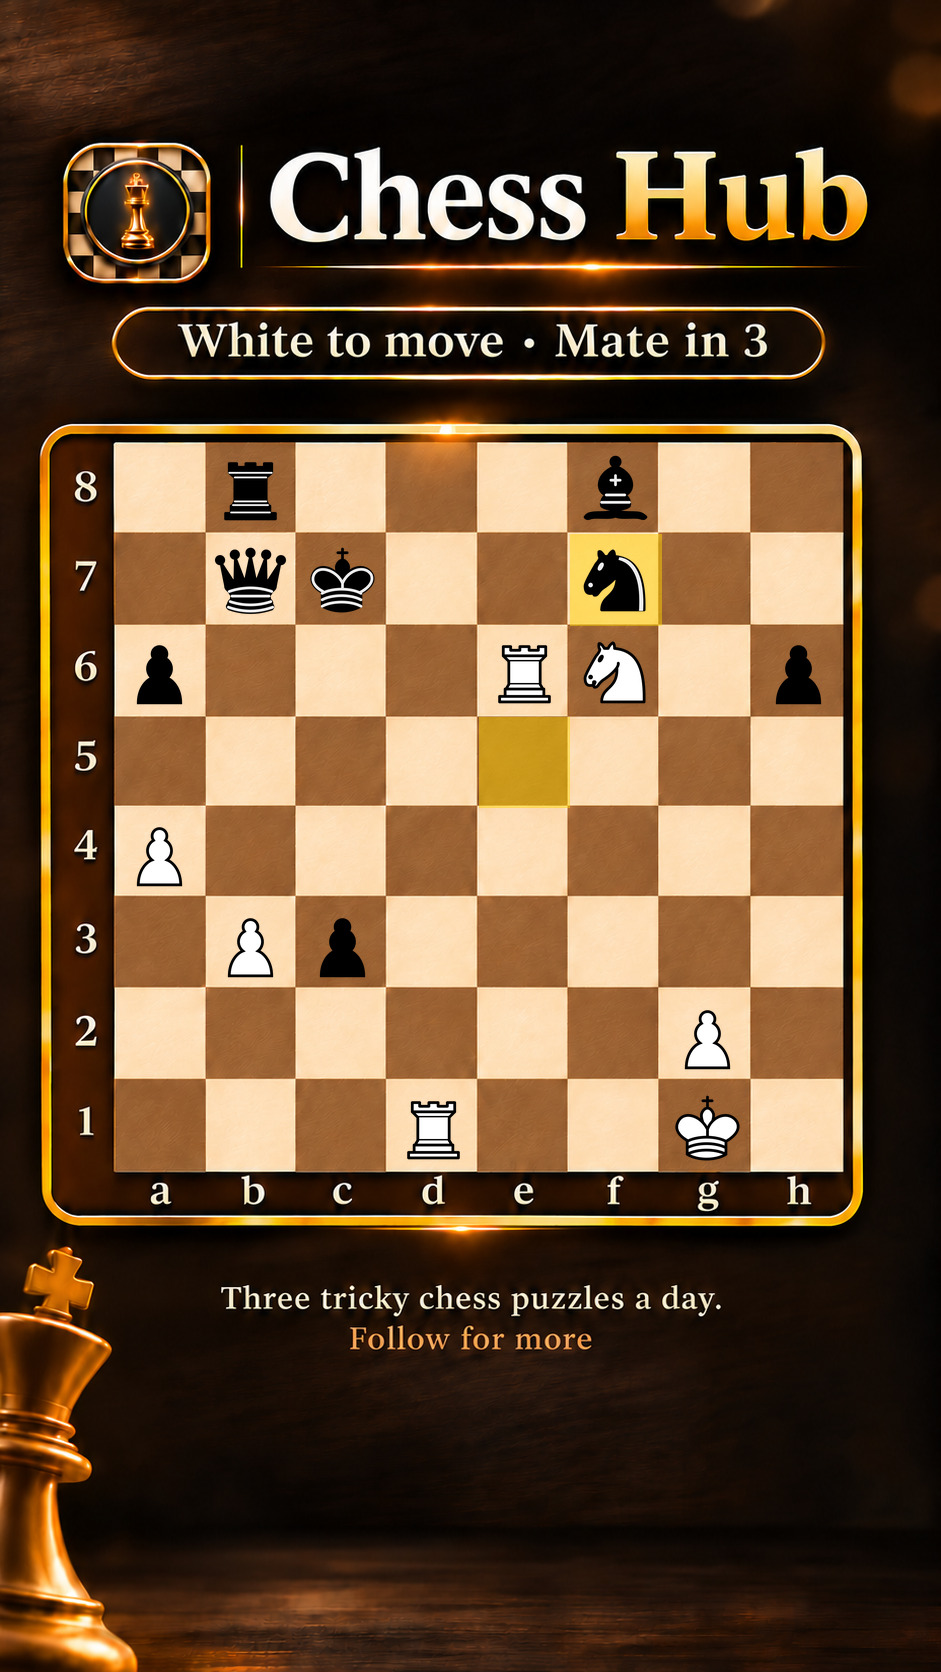 Chess Hub
White to move • Mate in 3
8
7
6
5
4
3
2
1
a b c d e f g h
Three tricky chess puzzles a day.
Follow for more